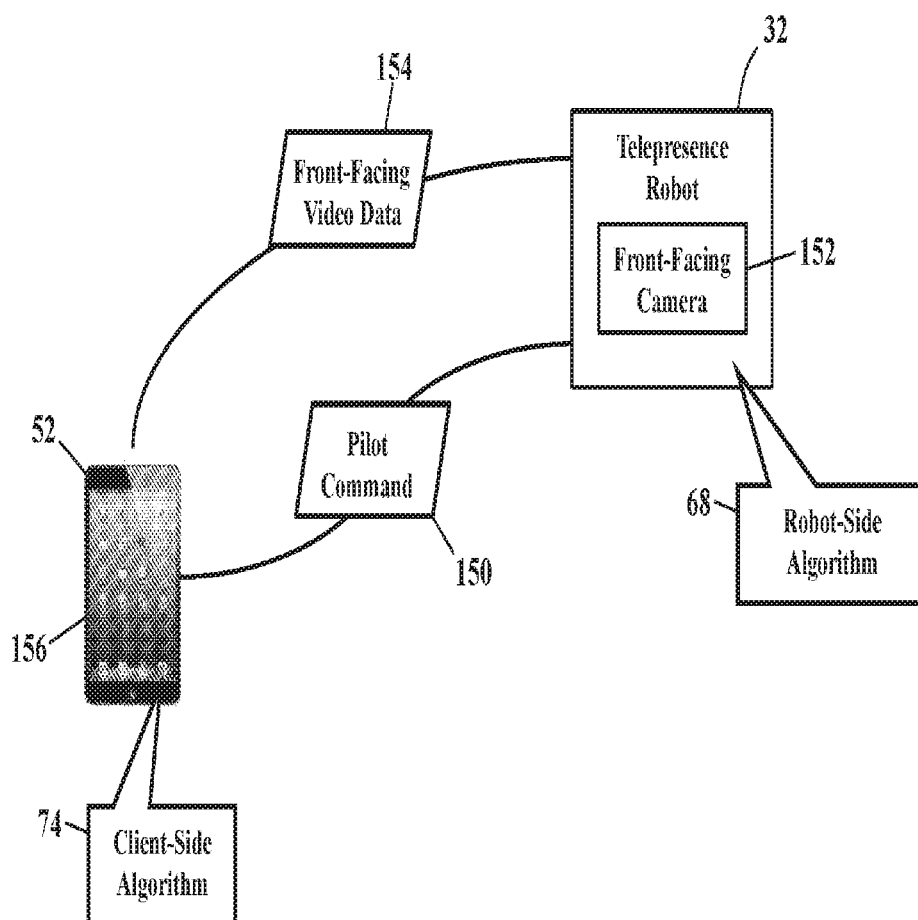 32
154
Telepresence
Robot
Front-Facing
Video Data
Front-Facing
Camera
152
52
Pilot
Command
68
Robot-Side
Algorithm
150
156
74
Client-Side
Algorithm